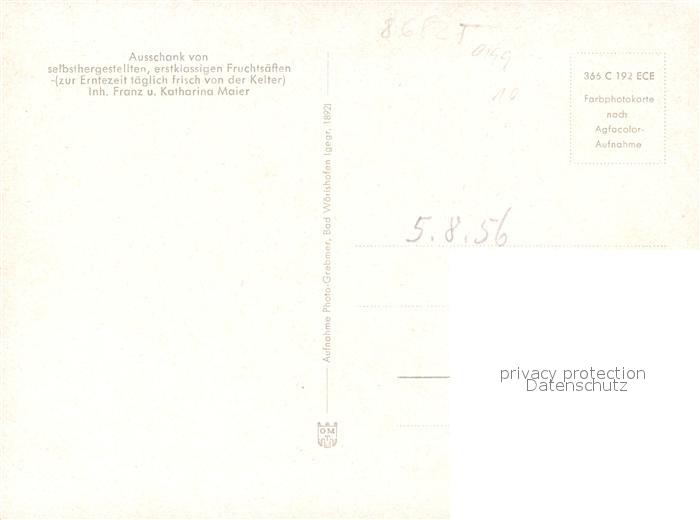 86 T
10
Ausschank von
selbsthergestellten, erstklassigen Fruchtsäften
-(zur Erntezeit täglich frisch von der Kelter)
Inh. Franz u. Katharina Maier
Aufnahme Photo-Grebmer, Bad Wörishofen (gegr. 1892)
366 C 192 ECE
Farbphotokarte
nach
Agfacolor-
Aufnahme
5.8.56
privacy protection
Datenschutz